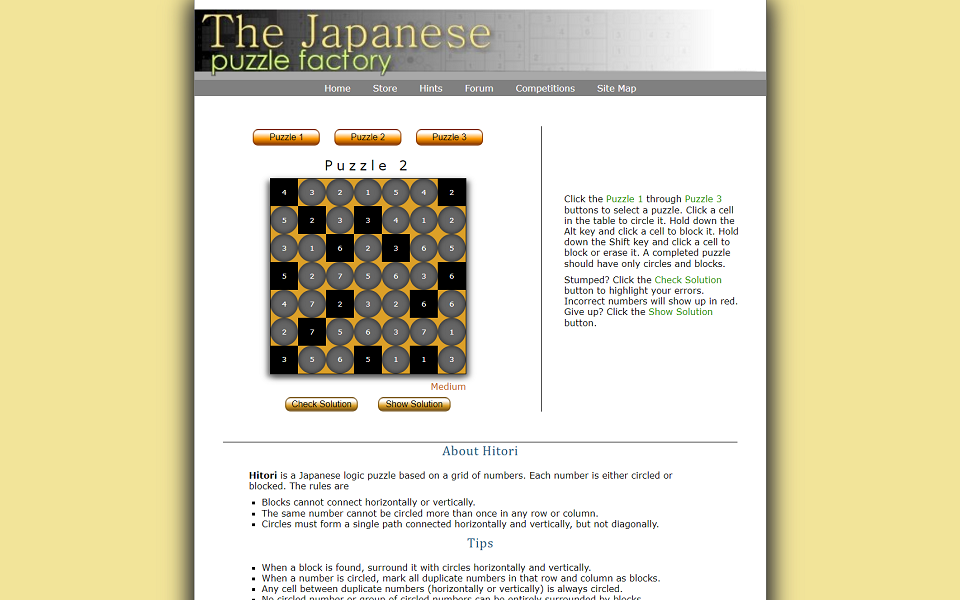 The Japanese
puzzle factory
Home Store Hints Forum Competitions Site Map
Puzzle 1 Puzzle 2 Puzzle 3
Puzzle 2
4 3 2 1 5 4 2
5 2 3 3 4 1 2
3 1 6 2 3 6 5
5 2 7 5 6 3 6
4 7 2 3 2 6 6
2 7 5 6 3 7 1
3 5 6 5 1 1 3
Medium
Check Solution Show Solution
Click the Puzzle 1 through Puzzle 3
buttons to select a puzzle. Click a cell
in the table to circle it. Hold down the
Alt key and click a cell to block it. Hold
down the Shift key and click a cell to
block or erase it. A completed puzzle
should have only circles and blocks.
Stumped? Click the Check Solution
button to highlight your errors.
Incorrect numbers will show up in red.
Give up? Click the Show Solution
button.
About Hitori
Hitori is a Japanese logic puzzle based on a grid of numbers. Each number is either circled or
blocked. The rules are
Blocks cannot connect horizontally or vertically.
The same number cannot be circled more than once in any row or column.
Circles must form a single path connected horizontally and vertically, but not diagonally.
Tips
When a block is found, surround it with circles horizontally and vertically.
When a number is circled, mark all duplicate numbers in that row and column as blocks.
Any cell between duplicate numbers (horizontally or vertically) is always circled.
No circled number or group of circled numbers can be entirely surrounded by blocks.